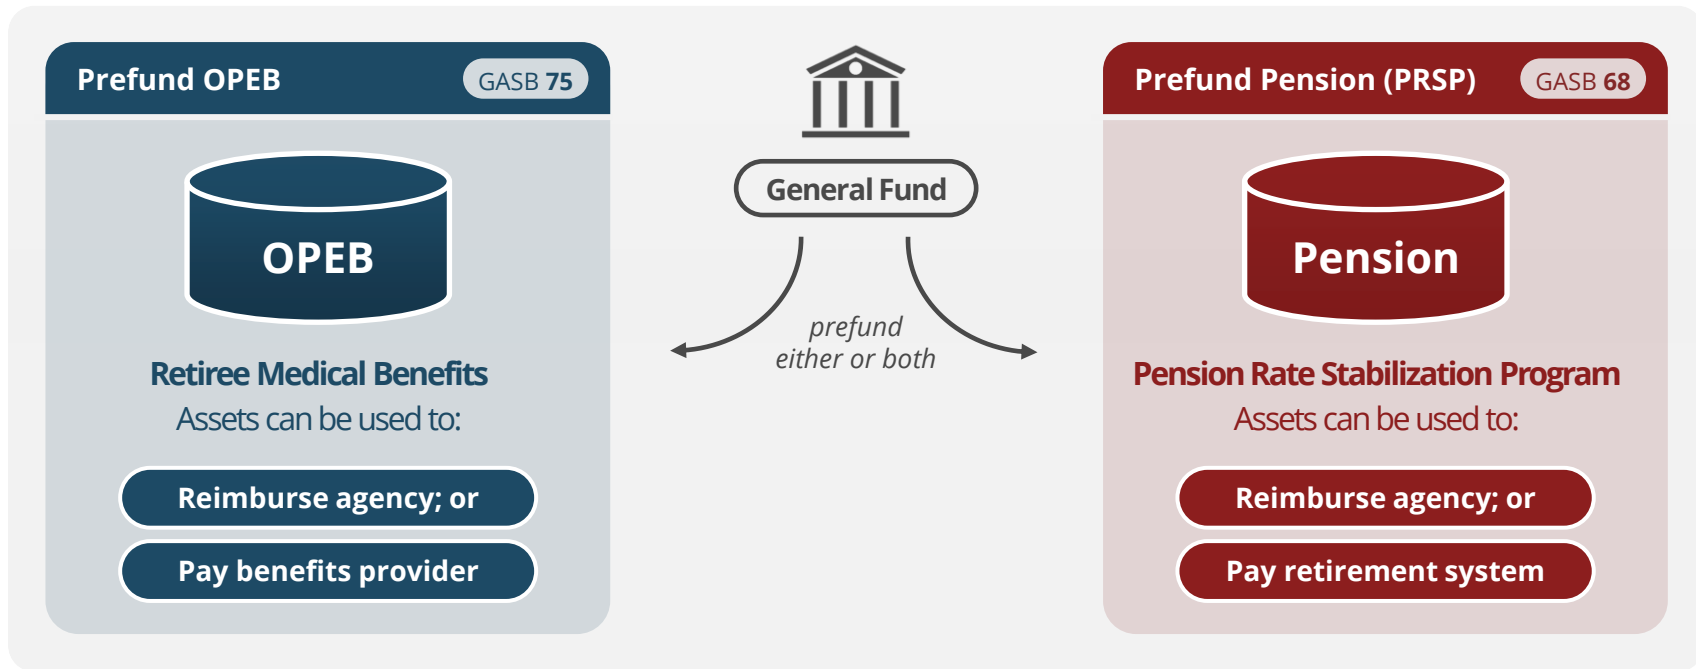 Prefund OPEB
GASB 75
OPEB
Retiree Medical Benefits
Assets can be used to:
Reimburse agency; or
Pay benefits provider
General Fund
prefund
either or both
Prefund Pension (PRSP)
GASB 68
Pension
Pension Rate Stabilization Program
Assets can be used to:
Reimburse agency; or
Pay retirement system